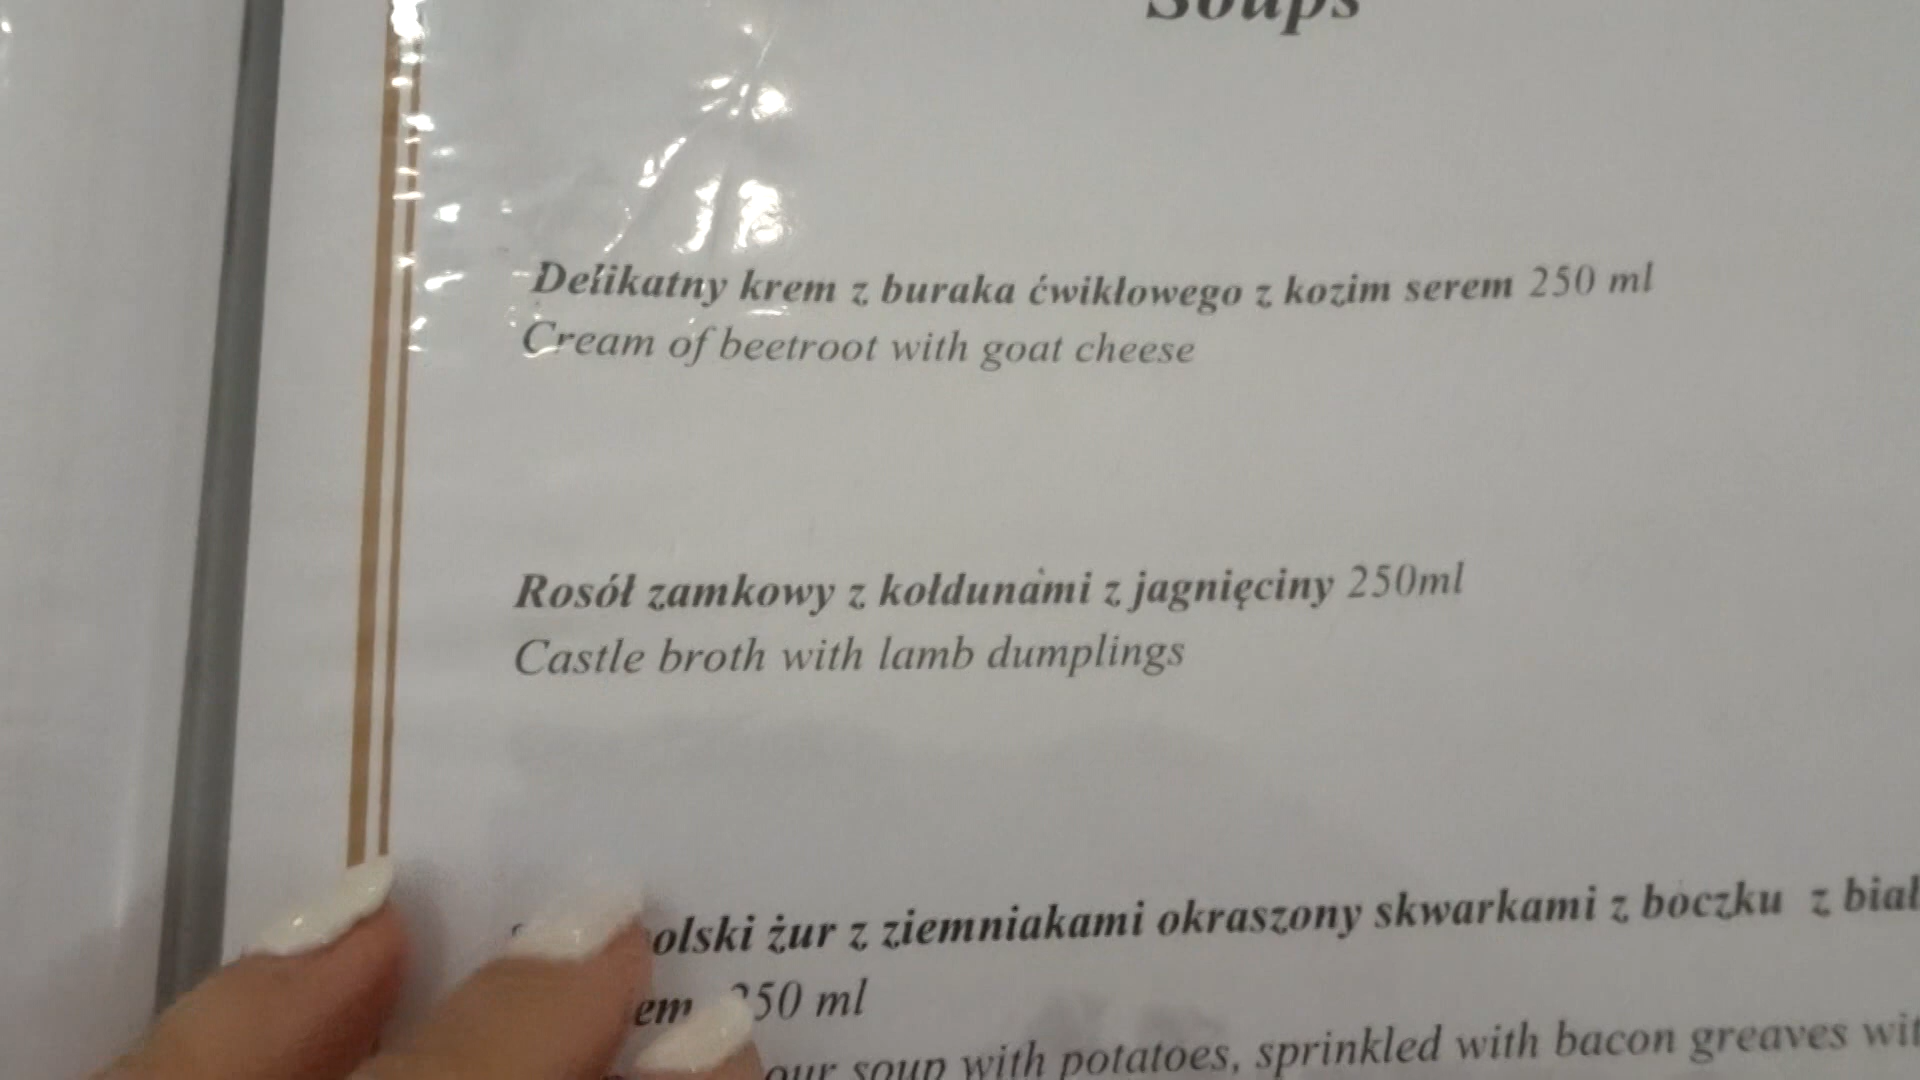 Soups
Delikatny krem z buraka ćwikłowego z kozim serem 250 ml
Cream of beetroot with goat cheese
Rosół zamkowy z kołdunami z jagnięciny 250ml
Castle broth with lamb dumplings
żur z ziemniakami okraszony skwarkami z boczku z
250 ml
soup with potatoes, sprinkled with bacon greaves